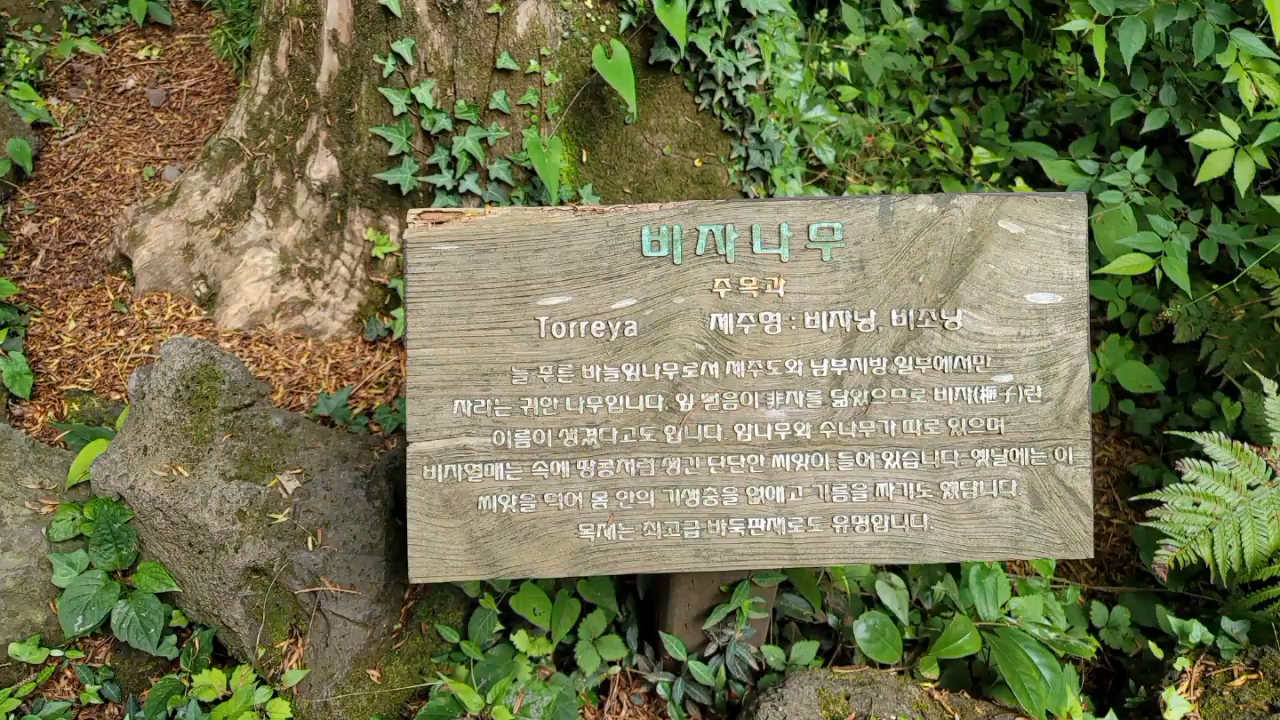 비자나무
주목과
Torreya 제주명 : 비자낭, 비조낭
늘 푸른 바늘잎나무로서 제주도와 남부지방 일부에서만
자라는 귀한 나무입니다. 잎 벌음이 非자를 닮았으므로 비자(榧子)란
이름이 생겼다고도 합니다. 암나무와 수나무가 따로 있으며
비자열매는 속에 땅콩처럼 생긴 단단한 씨앗이 들어 있습니다. 옛날에는 이
씨앗을 먹어 몸 안의 기생충을 없애고 기름을 짜기도 했답니다.
목재는 최고급 바둑판재로도 유명합니다.